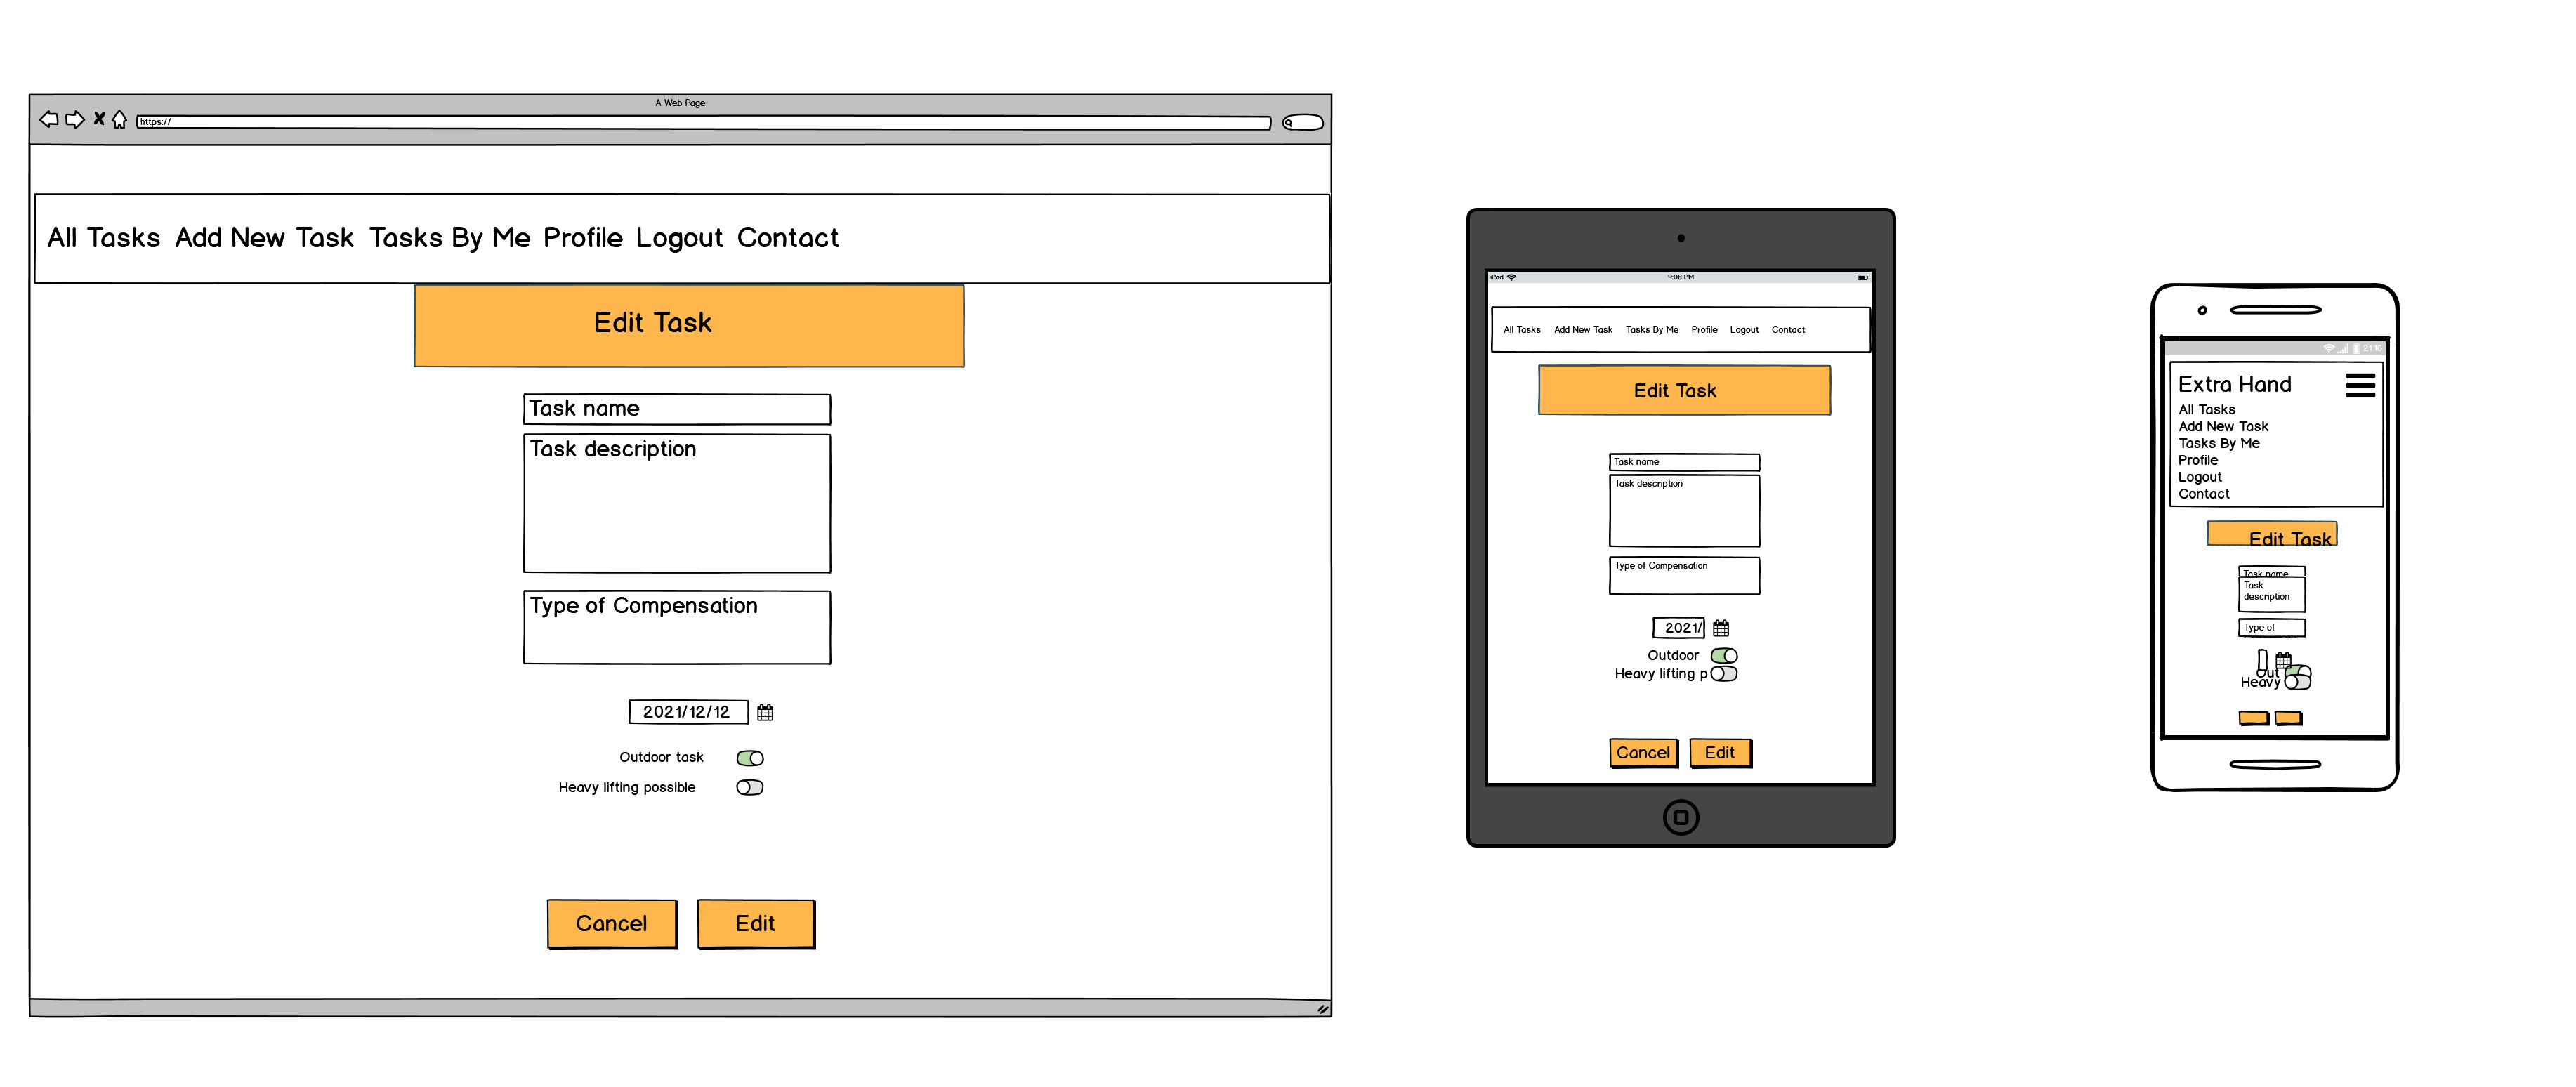 A Web Page
https://
All Tasks Add New Task Tasks By Me Profile Logout Contact
Edit Task
Task name
Task description
Type of Compensation
2021/12/12
Outdoor task
Heavy lifting possible
Cancel Edit
iPad 9:08 PM
All Tasks Add New Task Tasks By Me Profile Logout Contact
Edit Task
Task name
Task description
Type of Compensation
2021/
Outdoor
Heavy lifting p
Cancel Edit
21:16
Extra Hand
All Tasks
Add New Task
Tasks By Me
Profile
Logout
Contact
Edit Task
Task name
Task
description
Type of
Out
Heavy